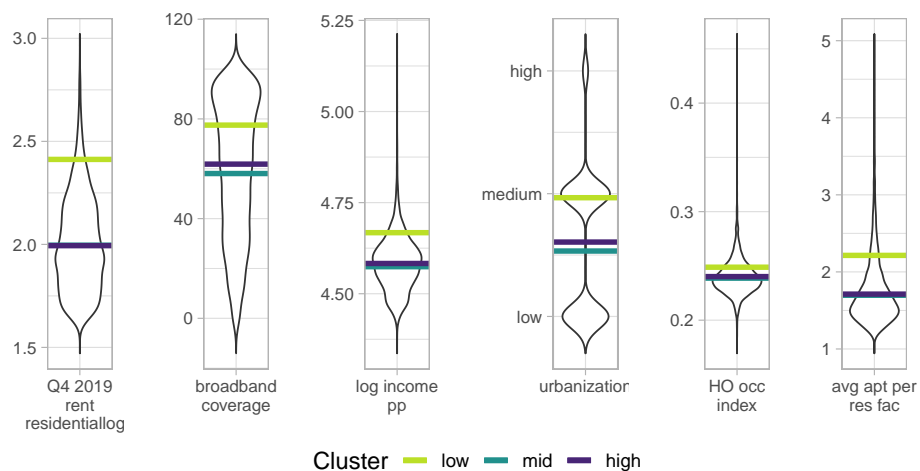 3.0
2.5
2.0
1.5
Q4 2019
rent
residentiallog
120
80
40
0
broadband
coverage
5.25
5.00
4.75
4.50
log income
pp
high
medium
low
urbanization
0.4
0.3
0.2
HO occ
index
5
4
3
2
1
avg apt per
res fac
Cluster low mid high